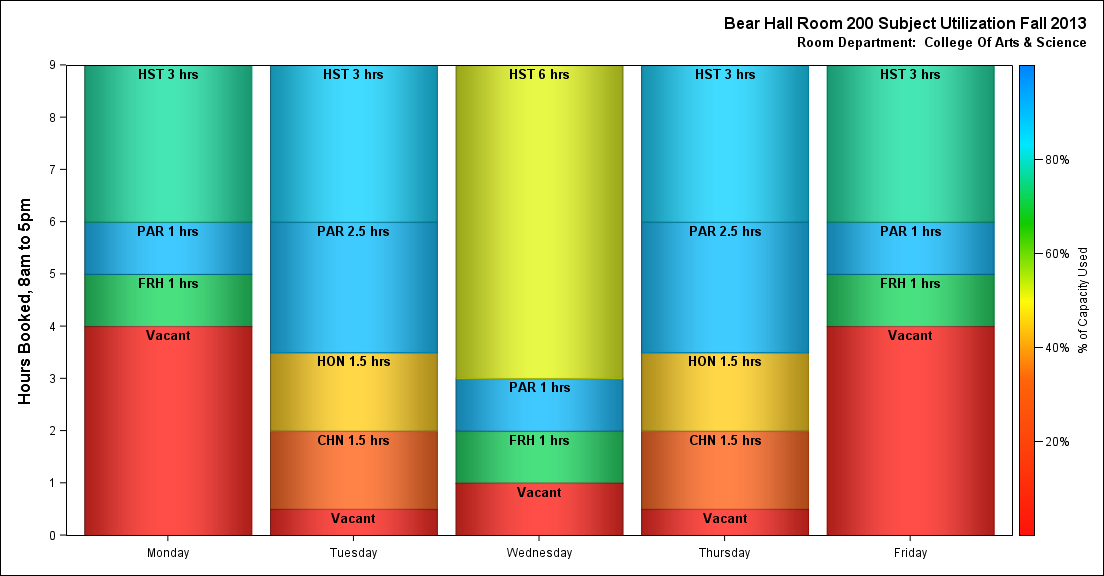 Bear Hall Room 200 Subject Utilization Fall 2013
Room Department:  College Of Arts & Science
Hours Booked, 8am to 5pm
9
8
7
6
5
4
3
2
1
0
HST 3 hrs
PAR 1 hrs
FRH 1 hrs
Vacant
Monday
HST 3 hrs
PAR 2.5 hrs
HON 1.5 hrs
CHN 1.5 hrs
Vacant
Tuesday
HST 6 hrs
PAR 1 hrs
FRH 1 hrs
Vacant
Wednesday
HST 3 hrs
PAR 2.5 hrs
HON 1.5 hrs
CHN 1.5 hrs
Vacant
Thursday
HST 3 hrs
PAR 1 hrs
FRH 1 hrs
Vacant
Friday
80%
60%
40%
20%
% of Capacity Used